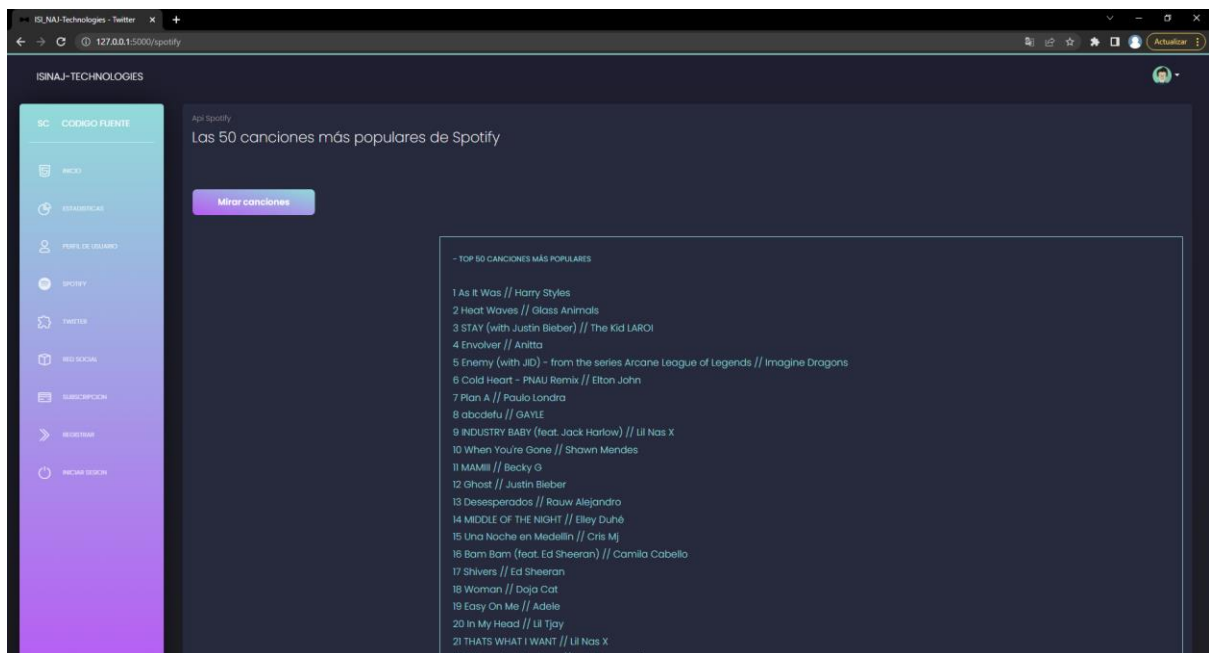 ISI_NAJ-Technologies - Twitter
127.0.0.1:5000/spotify
Actualizar
ISINAJ-TECHNOLOGIES
SC CODIGO FUENTE
INICIO
ESTADISTICAS
PERFIL DE USUARIO
SPOTIFY
TWITTER
RED SOCIAL
SUBSCRIPCION
REGISTRAR
INICIAR SESION
Api Spotify
Las 50 canciones más populares de Spotify
Mirar canciones
- TOP 50 CANCIONES MÁS POPULARES
1 As It Was // Harry Styles
2 Heat Waves // Glass Animals
3 STAY (with Justin Bieber) // The Kid LAROI
4 Envolver // Anitta
5 Enemy (with JID) - from the series Arcane League of Legends // Imagine Dragons
6 Cold Heart - PNAU Remix // Elton John
7 Plan A // Paulo Londra
8 abcdefu // GAYLE
9 INDUSTRY BABY (feat. Jack Harlow) // Lil Nas X
10 When You're Gone // Shawn Mendes
11 MAMIII // Becky G
12 Ghost // Justin Bieber
13 Desesperados // Rauw Alejandro
14 MIDDLE OF THE NIGHT // Elley Duhé
15 Una Noche en Medellín // Cris Mj
16 Bam Bam (feat. Ed Sheeran) // Camila Cabello
17 Shivers // Ed Sheeran
18 Woman // Doja Cat
19 Easy On Me // Adele
20 In My Head // Lil Tjay
21 THATS WHAT I WANT // Lil Nas X